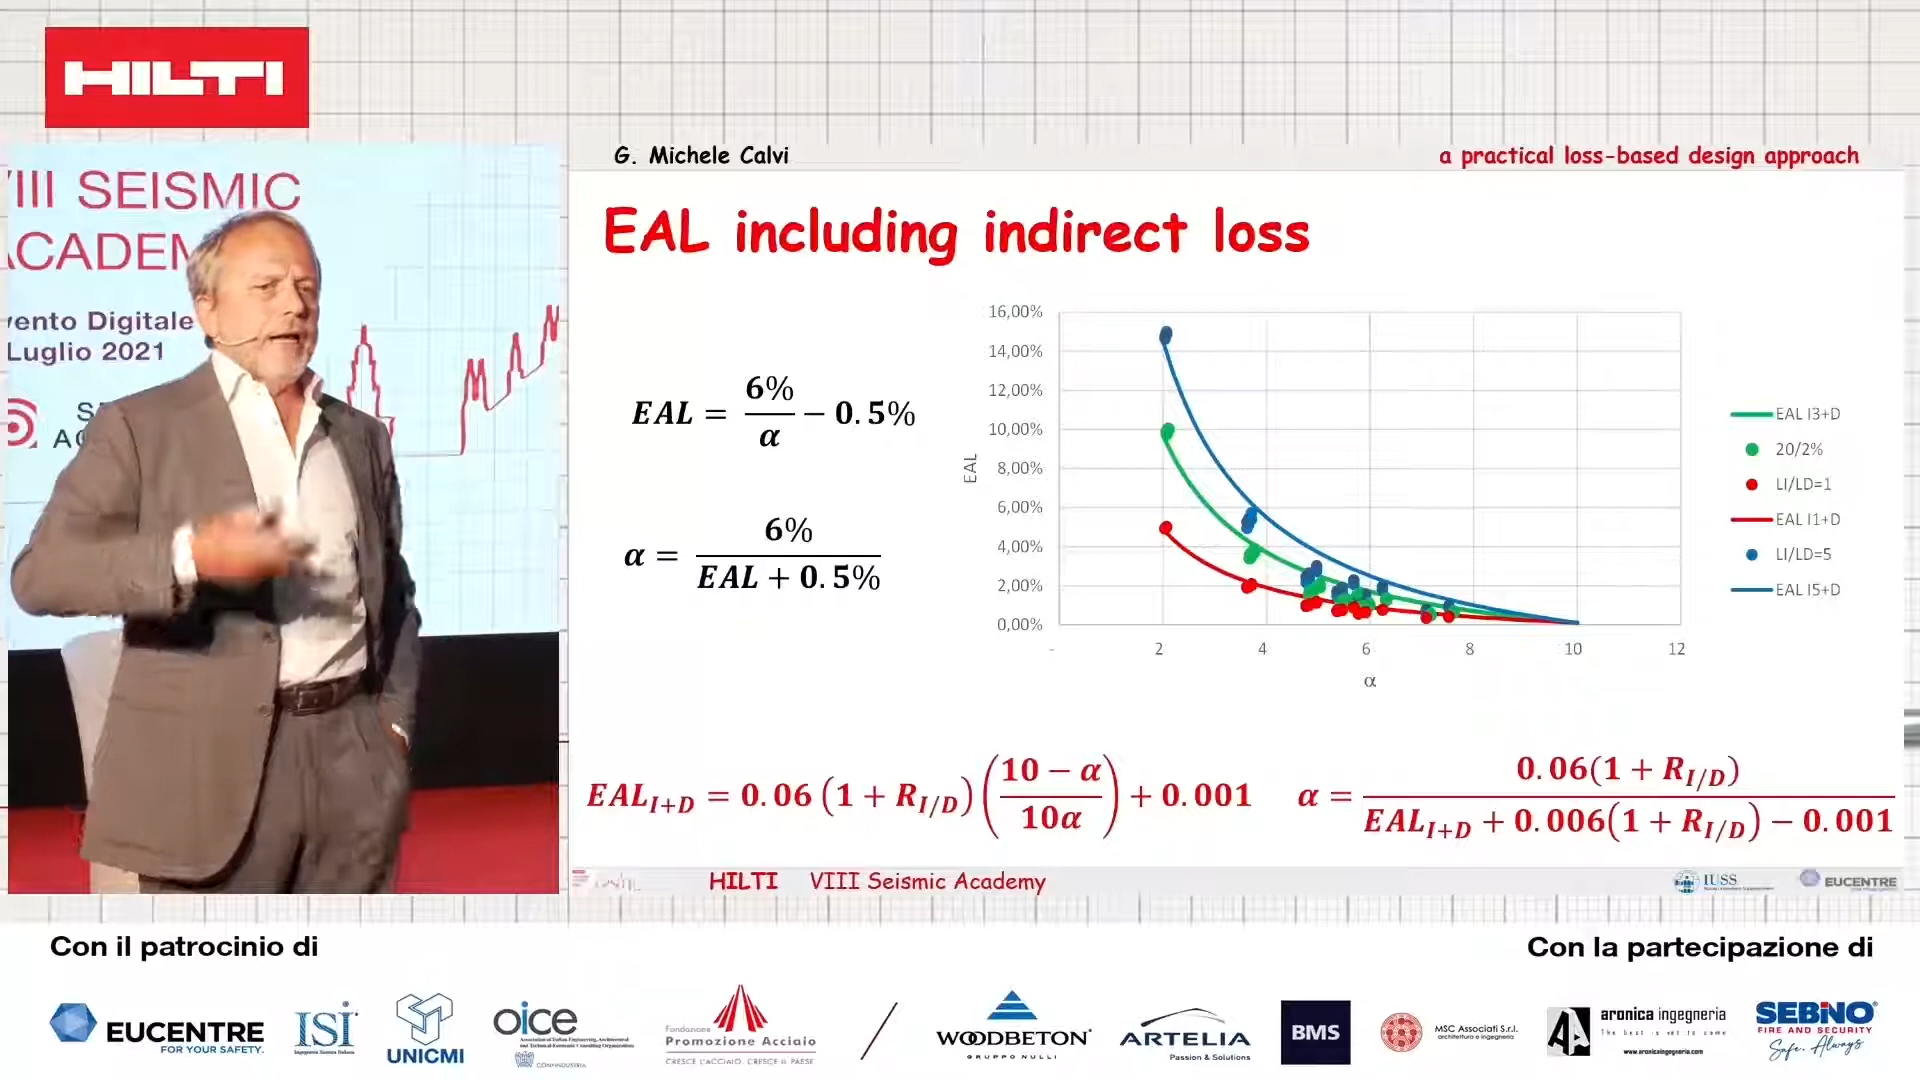 HILTI
VIII SEISMIC
ACADEM
vento Digitale
Luglio 2021
G. Michele Calvi
a practical loss-based design approach
EAL including indirect loss
EAL = 6%/α − 0.5%
α = 6%/(EAL + 0.5%)
16,00%
14,00%
12,00%
10,00%
8,00%
6,00%
4,00%
2,00%
0,00%
EAL
- 2 4 6 8 10 12
α
EAL I3+D
20/2%
LI/LD=1
EAL I1+D
LI/LD=5
EAL I5+D
EAL_{I+D} = 0.06 (1 + R_{I/D}) ((10 − α)/(10α)) + 0.001
α = 0.06(1 + R_{I/D})/(EAL_{I+D} + 0.006(1 + R_{I/D}) − 0.001)
HILTI VIII Seismic Academy
IUSS
EUCENTRE
Con il patrocinio di
Con la partecipazione di
EUCENTRE
FOR YOUR SAFETY.
ISI
Ingegneria Sismica Italiana
UNICMI
oice
CONFINDUSTRIA
Fondazione
Promozione Acciaio
CRESCE L'ACCIAIO, CRESCE IL PAESE
WOODBETON
GRUPPO NULLI
ARTELIA
Passion & Solutions
BMS
MSC Associati S.r.l.
architettura e ingegneria
aronica ingegneria
The best is yet to come
www.aronicaingegneria.com
SEBINO
FIRE AND SECURITY
Safe. Always